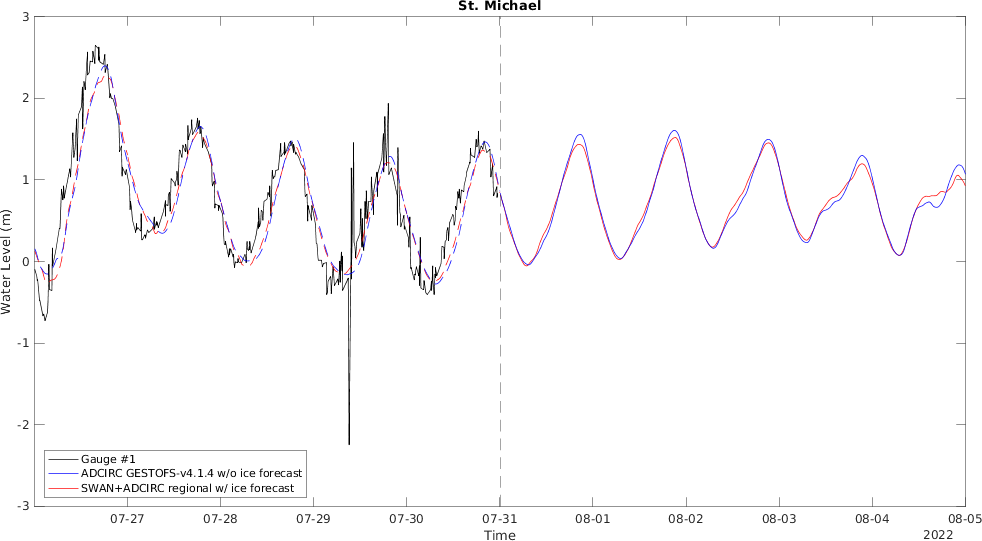 St. Michael
3
2
1
0
-1
-2
-3
Water Level (m)
Gauge #1
ADCIRC GESTOFS-v4.1.4 w/o ice forecast
SWAN+ADCIRC regional w/ ice forecast
07-27 07-28 07-29 07-30 07-31 08-01 08-02 08-03 08-04 08-05
Time
2022